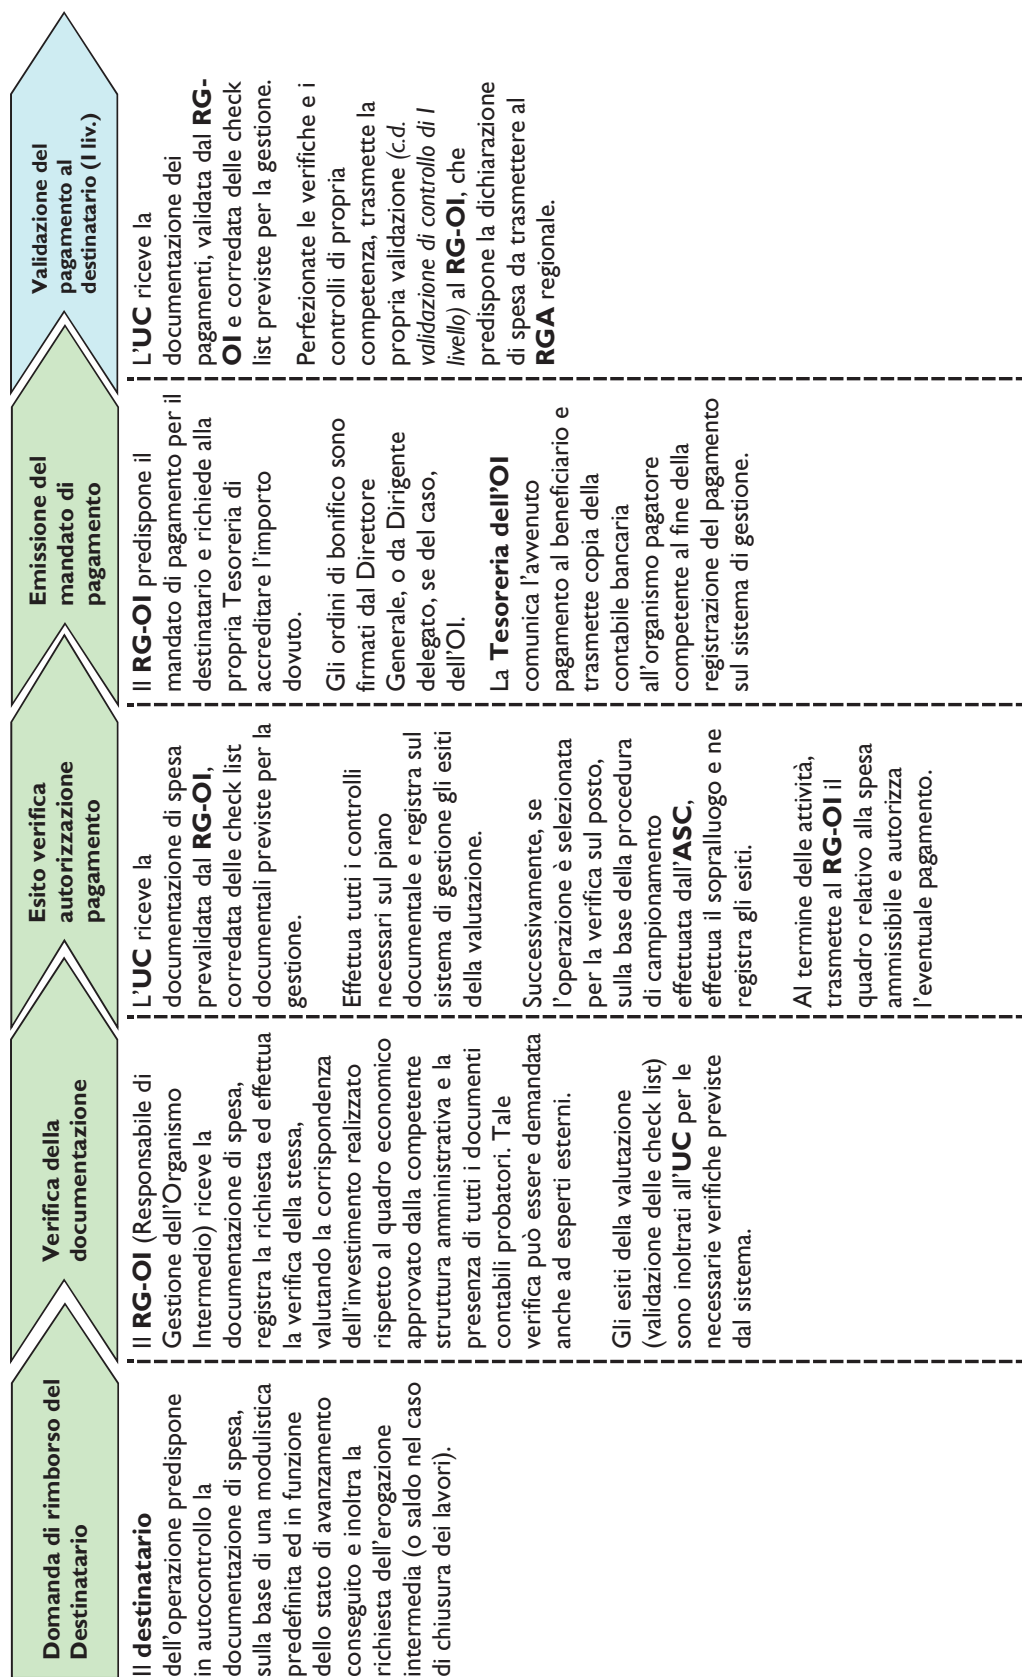 Domanda di rimborso del
Destinatario
Il destinatario
dell'operazione predispone
in autocontrollo la
documentazione di spesa,
sulla base di una modulistica
predefinita ed in funzione
dello stato di avanzamento
conseguito e inoltra la
richiesta dell'erogazione
intermedia (o saldo nel caso
di chiusura dei lavori).
Verifica della
documentazione
Il RG-OI (Responsabile di
Gestione dell'Organismo
Intermedio) riceve la
documentazione di spesa,
registra la richiesta ed effettua
la verifica della stessa,
valutando la corrispondenza
dell'investimento realizzato
rispetto al quadro economico
approvato dalla competente
struttura amministrativa e la
presenza di tutti i documenti
contabili probatori. Tale
verifica può essere demandata
anche ad esperti esterni.
Gli esiti della valutazione
(validazione delle check list)
sono inoltrati all'UC per le
necessarie verifiche previste
dal sistema.
Esito verifica
autorizzazione
pagamento
L'UC riceve la
documentazione di spesa
prevalidata dal RG-OI,
corredata delle check list
documentali previste per la
gestione.
Effettua tutti i controlli
necessari sul piano
documentale e registra sul
sistema di gestione gli esiti
della valutazione.
Successivamente, se
l'operazione è selezionata
per la verifica sul posto,
sulla base della procedura
di campionamento
effettuata dall'ASC,
effettua il sopralluogo e ne
registra gli esiti.
Al termine delle attività,
trasmette al RG-OI il
quadro relativo alla spesa
ammissibile e autorizza
l'eventuale pagamento.
Emissione del
mandato di
pagamento
Il RG-OI predispone il
mandato di pagamento per il
destinatario e richiede alla
propria Tesoreria di
accreditare l'importo
dovuto.
Gli ordini di bonifico sono
firmati dal Direttore
Generale, o da Dirigente
delegato, se del caso,
dell'OI.
La Tesoreria dell'OI
comunica l'avvenuto
pagamento al beneficiario e
trasmette copia della
contabile bancaria
all'organismo pagatore
competente al fine della
registrazione del pagamento
sul sistema di gestione.
Validazione del
pagamento al
destinatario (I liv.)
L'UC riceve la
documentazione dei
pagamenti, validata dal RG-
OI e corredata delle check
list previste per la gestione.
Perfezionate le verifiche e i
controlli di propria
competenza, trasmette la
propria validazione (c.d.
validazione di controllo di I
livello) al RG-OI, che
predispone la dichiarazione
di spesa da trasmettere al
RGA regionale.